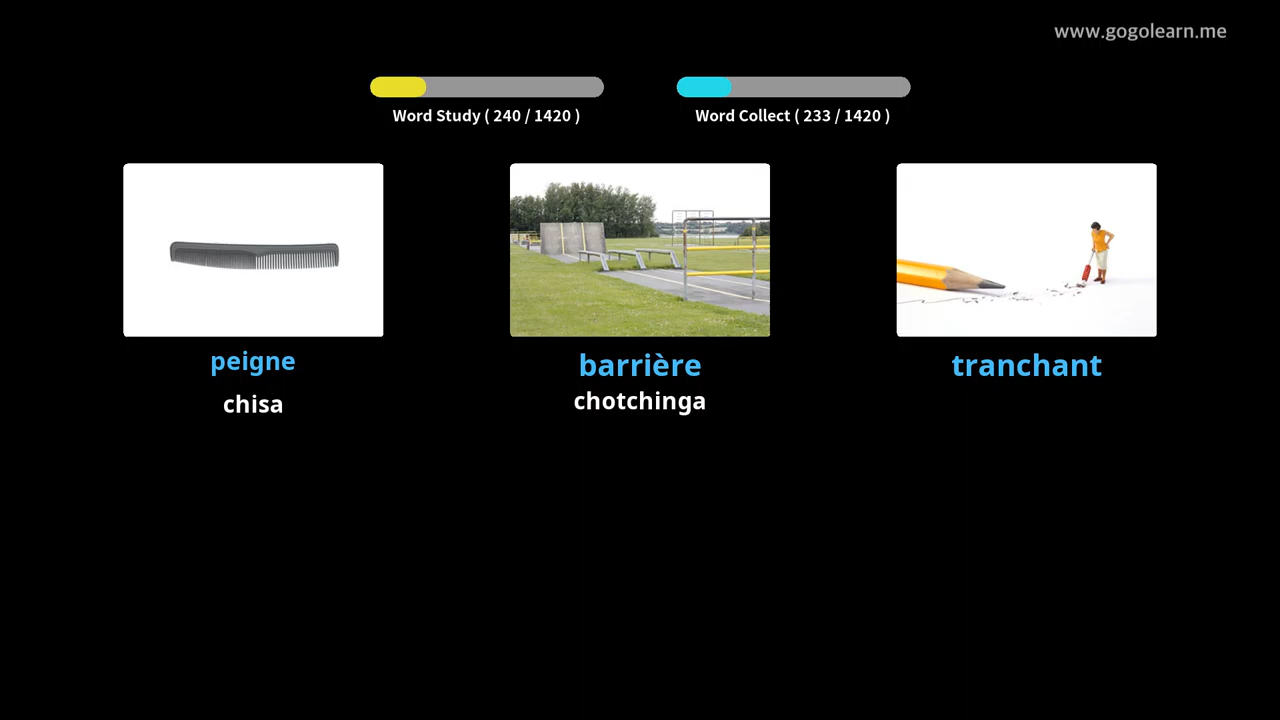 www.gogolearn.me
Word Study ( 240 / 1420 )
Word Collect ( 233 / 1420 )
peigne
chisa
barrière
chotchinga
tranchant